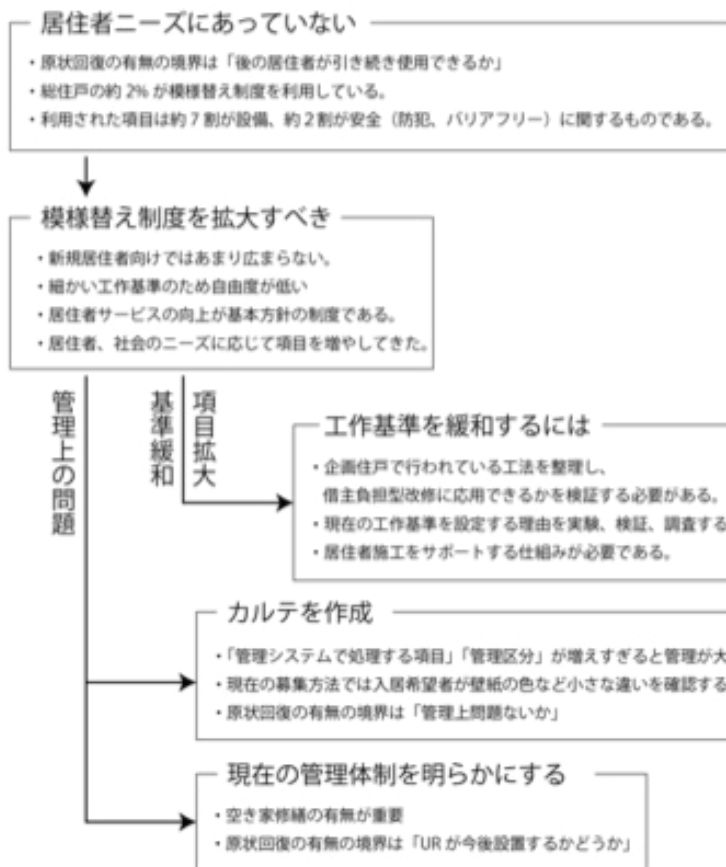 居住者ニーズにあっていない
・原状回復の有無の境界は「後の居住者が引き続き使用できるか」
・総住戸の約 2% が模様替え制度を利用している。
・利用された項目は約 7 割が設備、約 2 割が安全（防犯、バリアフリー）に関するものである。
模様替え制度を拡大すべき
・新規居住者向けではあまり広まらない。
・細かい工作基準のため自由度が低い
・居住者サービスの向上が基本方針の制度である。
・居住者、社会のニーズに応じて項目を増やしてきた。
管理上の問題
項目拡大
基準緩和
工作基準を緩和するには
・企画住戸で行われている工法を整理し、
借主負担型改修に応用できるかを検証する必要がある。
・現在の工作基準を設定する理由を実験、検証、調査する
・居住者施工をサポートする仕組みが必要である。
カルテを作成
・「管理システムで処理する項目」「管理区分」が増えすぎると管理が大
・現在の募集方法では入居希望者が壁紙の色など小さな違いを確認する
・原状回復の有無の境界は「管理上問題ないか」
現在の管理体制を明らかにする
・空き家修繕の有無が重要
・原状回復の有無の境界は「UR が今後設置するかどうか」